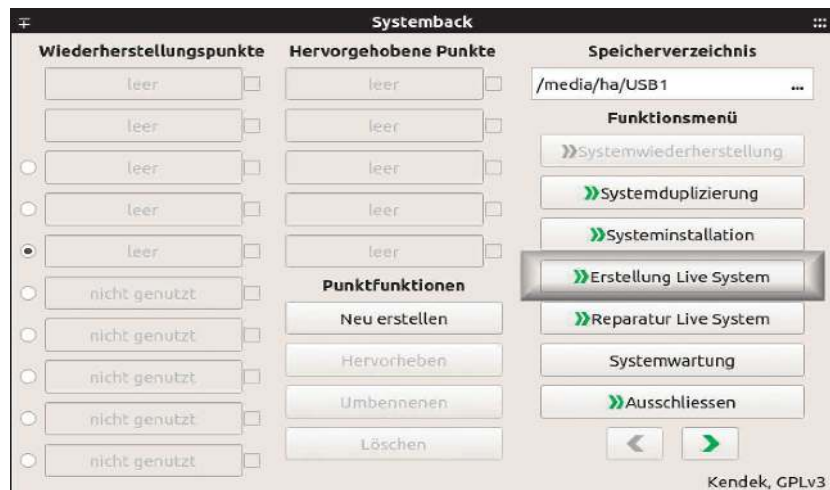 Systemback
Wiederherstellungspunkte
leer
leer
leer
leer
leer
nicht genutzt
nicht genutzt
nicht genutzt
nicht genutzt
nicht genutzt
Hervorgehobene Punkte
leer
leer
leer
leer
leer
Punktfunktionen
Neu erstellen
Hervorheben
Umbennenen
Löschen
Speicherverzeichnis
/media/ha/USB1 ...
Funktionsmenü
Systemwiederherstellung
Systemduplizierung
Systeminstallation
Erstellung Live System
Reparatur Live System
Systemwartung
Ausschliessen
Kendek, GPLv3